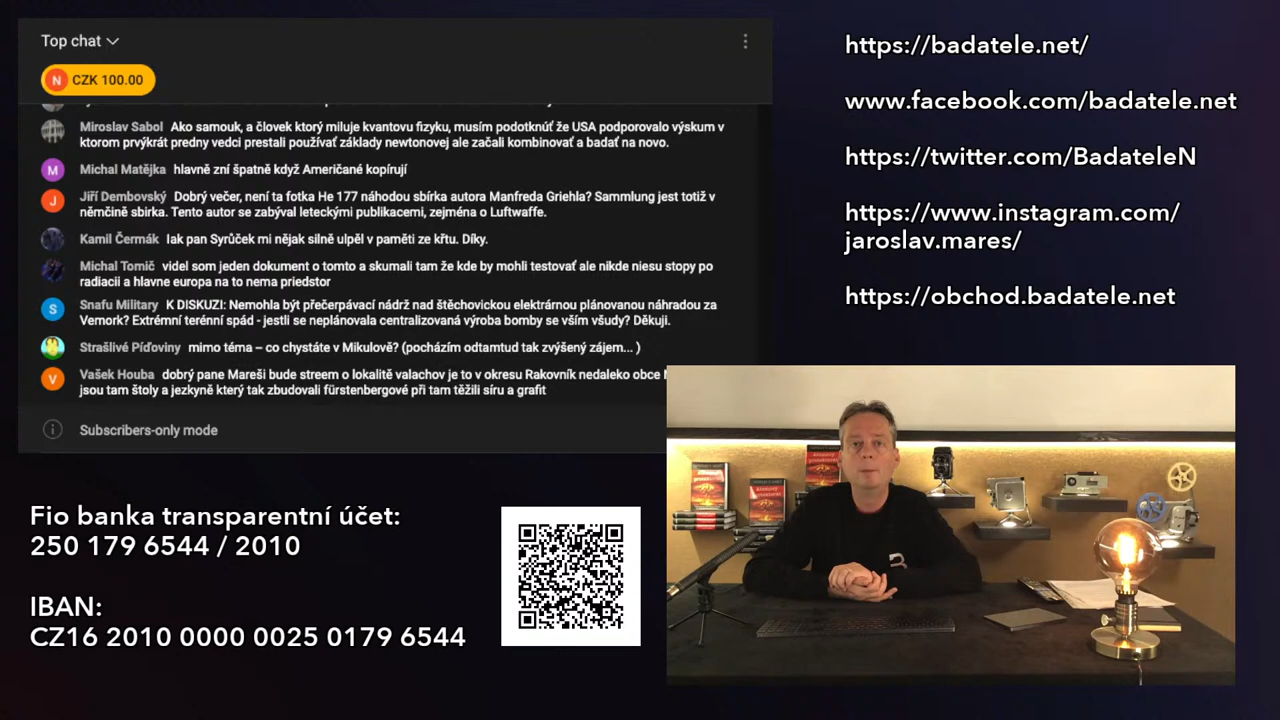 Top chat
N CZK 100.00
Miroslav Sabol Ako samouk, a človek ktorý miluje kvantovu fyziku, musím podotknúť že USA podporovalo výskum v
ktorom prvýkrát predny vedci prestali používať základy newtonovej ale začali kombinovať a badať na novo.
M Michal Matějka hlavně zní špatně když Američané kopírují
J Jiří Dembovský Dobrý večer, není ta fotka He 177 náhodou sbírka autora Manfreda Griehla? Sammlung jest totiž v
němčině sbirka. Tento autor se zabýval leteckými publikacemi, zejména o Luftwaffe.
Kamil Čermák Iak pan Syrůček mi nějak silně ulpěl v paměti ze křtu. Díky.
Michal Tomič videl som jeden dokument o tomto a skumali tam že kde by mohli testovať ale nikde niesu stopy po
radiacii a hlavne europa na to nema priedstor
S Snafu Military K DISKUZI: Nemohla být přečerpávací nádrž nad štěchovickou elektrárnou plánovanou náhradou za
Vemork? Extrémní terénní spád - jestli se neplánovala centralizovaná výroba bomby se vším všudy? Děkuji.
Strašlivé Píďoviny mimo téma – co chystáte v Mikulově? (pocházím odtamtud tak zvýšený zájem... )
V Vašek Houba dobrý pane Mareši bude streem o lokalitě valachov je to v okresu Rakovník nedaleko obce
jsou tam štoly a jezkyně který tak zbudovali fürstenbergové při tam těžili síru a grafit
Subscribers-only mode
https://badatele.net/
www.facebook.com/badatele.net
https://twitter.com/BadateleN
https://www.instagram.com/
jaroslav.mares/
https://obchod.badatele.net
Fio banka transparentní účet:
250 179 6544 / 2010
IBAN:
CZ16 2010 0000 0025 0179 6544